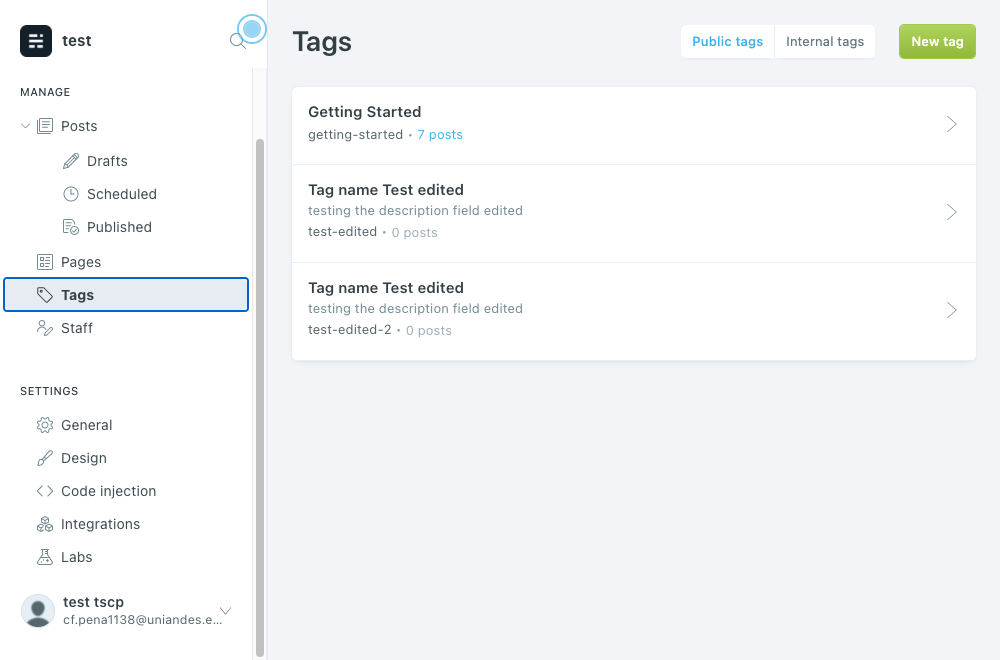 test
MANAGE
Posts
Drafts
Scheduled
Published
Pages
Tags
Staff
SETTINGS
General
Design
Code injection
Integrations
Labs
test tscp
cf.pena1138@uniandes.e...
Tags
Public tags
Internal tags
New tag
Getting Started
getting-started • 7 posts
Tag name Test edited
testing the description field edited
test-edited • 0 posts
Tag name Test edited
testing the description field edited
test-edited-2 • 0 posts